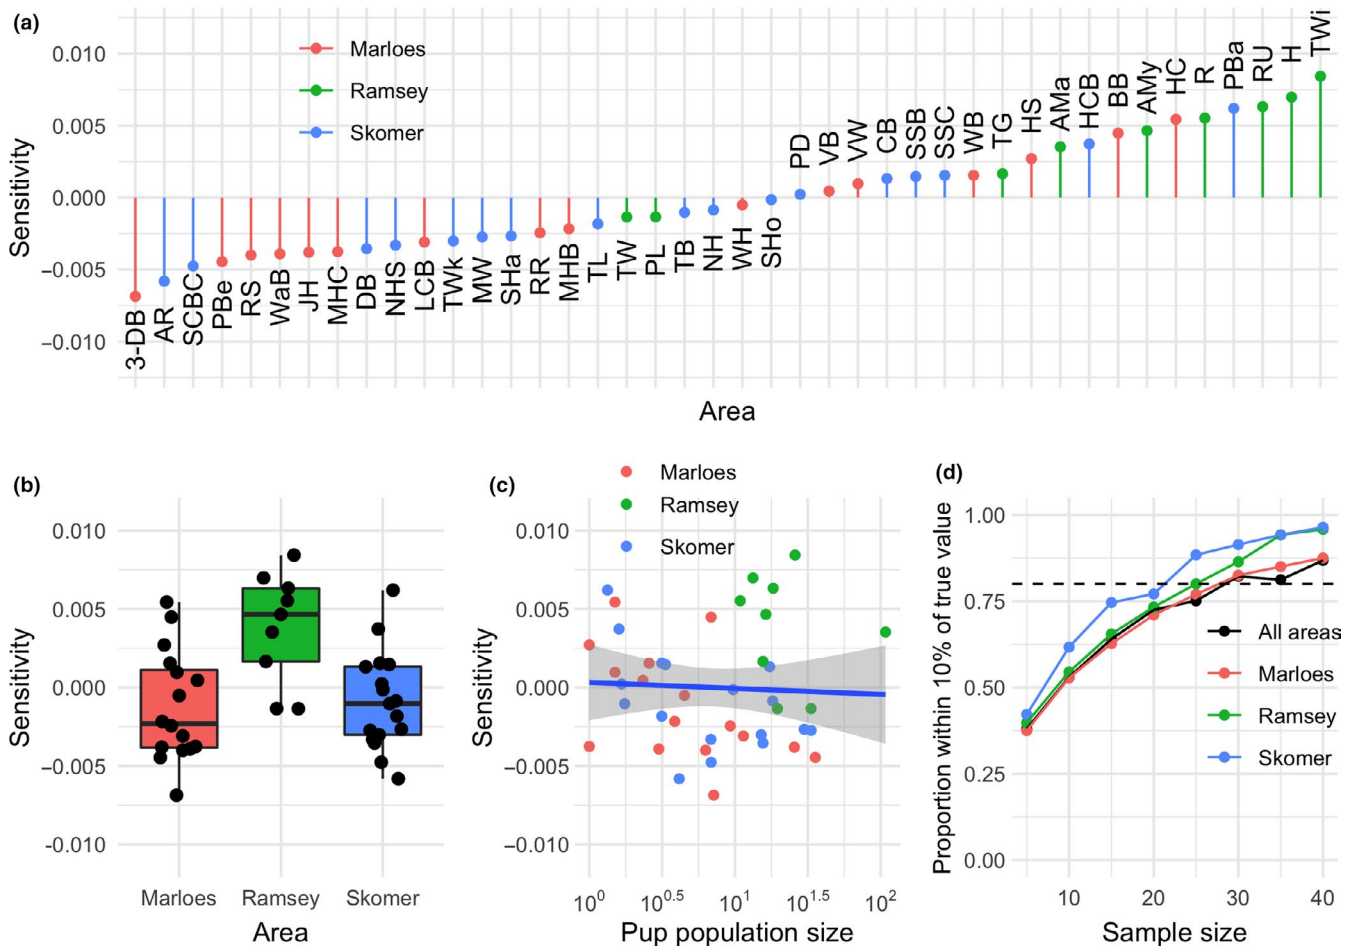 (a)
0.010
0.005
0.000
−0.005
−0.010
Sensitivity
Marloes
Ramsey
Skomer
3-DB
AR
SCBC
PBe
RS
WaB
JH
MHC
DB
NHS
LCB
TWk
MW
SHa
RR
MHB
TL
TW
PL
TB
NH
WH
SHo
PD
VB
VW
CB
SSB
SSC
WB
TG
HS
AMa
HCB
BB
AMy
HC
R
PBa
RU
H
TWi
Area
(b)
0.010
0.005
0.000
-0.005
-0.010
Sensitivity
Marloes Ramsey Skomer
Area
(c)
Marloes
Ramsey
Skomer
0.010
0.005
0.000
−0.005
−0.010
Sensitivity
10^0 10^0.5 10^1 10^1.5 10^2
Pup population size
(d)
1.00
0.75
0.50
0.25
0.00
Proportion within 10% of true value
All areas
Marloes
Ramsey
Skomer
10 20 30 40
Sample size